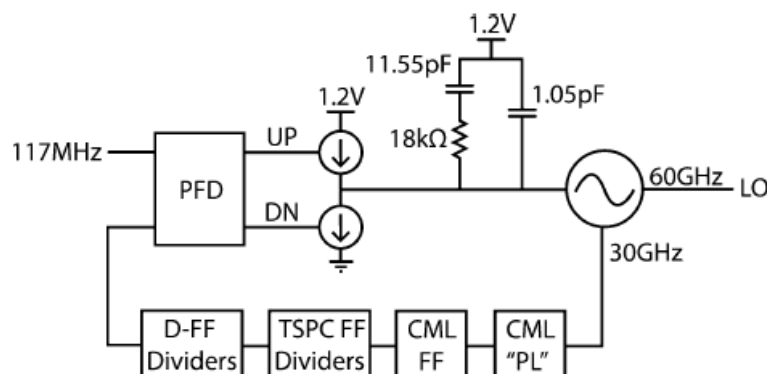 1.2V
11.55pF
1.2V
1.05pF
UP
18kΩ
117MHz
PFD
60GHz
LO
DN
30GHz
D-FF
Dividers
TSPC FF
Dividers
CML
FF
CML
“PL”